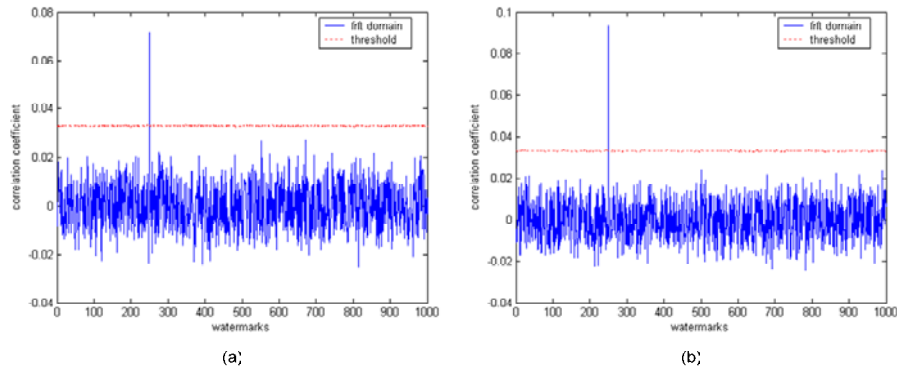 0.08
0.06
0.04
0.02
0
-0.02
-0.04
correlation coefficient
frft domain
threshold
0 100 200 300 400 500 600 700 800 900 1000
watermarks
(a)
0.1
0.08
0.06
0.04
0.02
0
-0.02
-0.04
correlation coefficient
frft domain
threshold
0 100 200 300 400 500 600 700 800 900 1000
watermarks
(b)